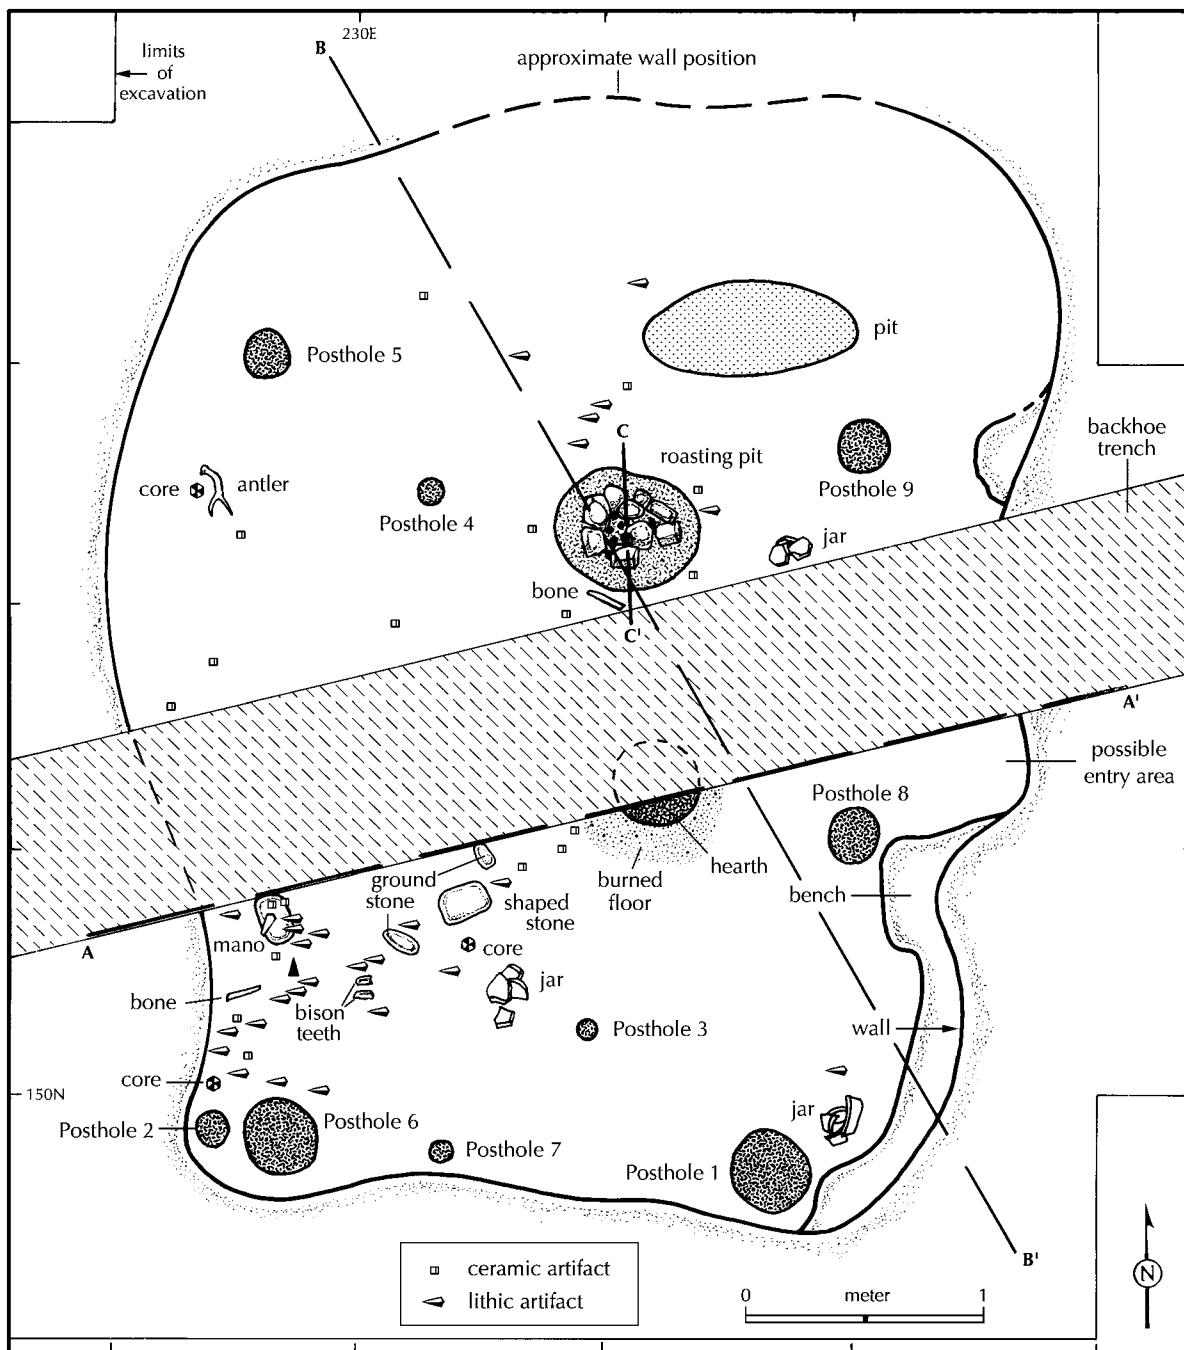 B
230E
limits
of
excavation
approximate wall position
pit
Posthole 5
C
backhoe
trench
roasting pit
core
antler
Posthole 4
Posthole 9
jar
bone
C'
A'
possible
entry area
Posthole 8
hearth
ground
stone
burned
floor
bench
shaped
stone
mano
A
core
jar
bone
bison
teeth
Posthole 3
wall
core
150N
Posthole 2
Posthole 6
jar
Posthole 7
Posthole 1
B'
ceramic artifact
lithic artifact
0 meter 1
N